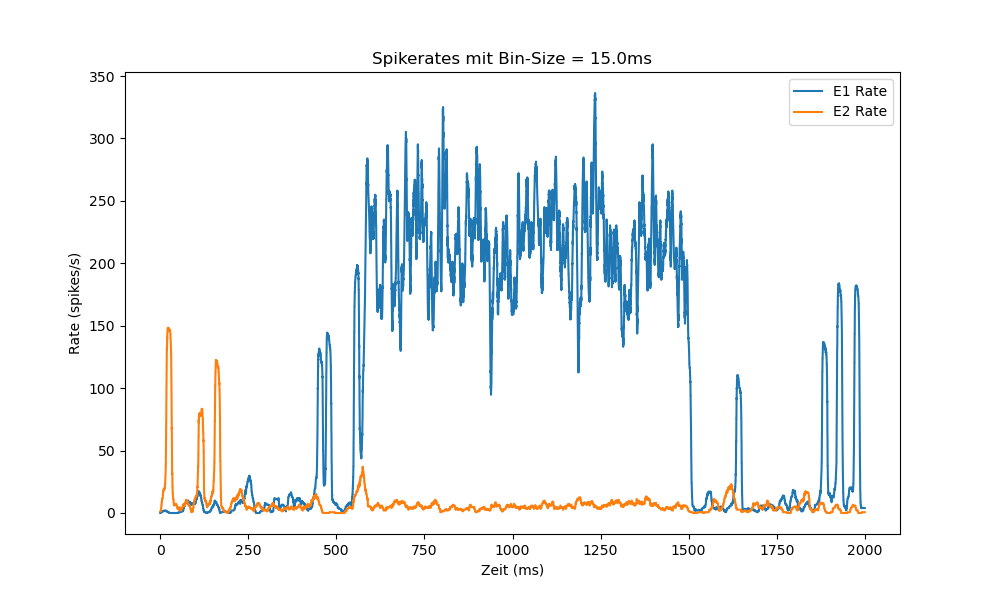 Spikerates mit Bin-Size = 15.0ms
350
300
250
200
150
100
50
0
Rate (spikes/s)
E1 Rate
E2 Rate
0 250 500 750 1000 1250 1500 1750 2000
Zeit (ms)